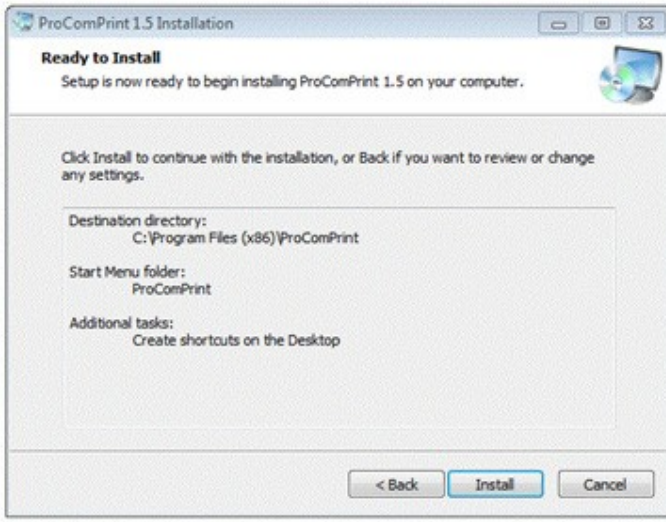 ProComPrint 1.5 Installation
Ready to Install
Setup is now ready to begin installing ProComPrint 1.5 on your computer.
Click Install to continue with the installation, or Back if you want to review or change
any settings.
Destination directory:
C:\Program Files (x86)\ProComPrint
Start Menu folder:
ProComPrint
Additional tasks:
Create shortcuts on the Desktop
< Back
Install
Cancel